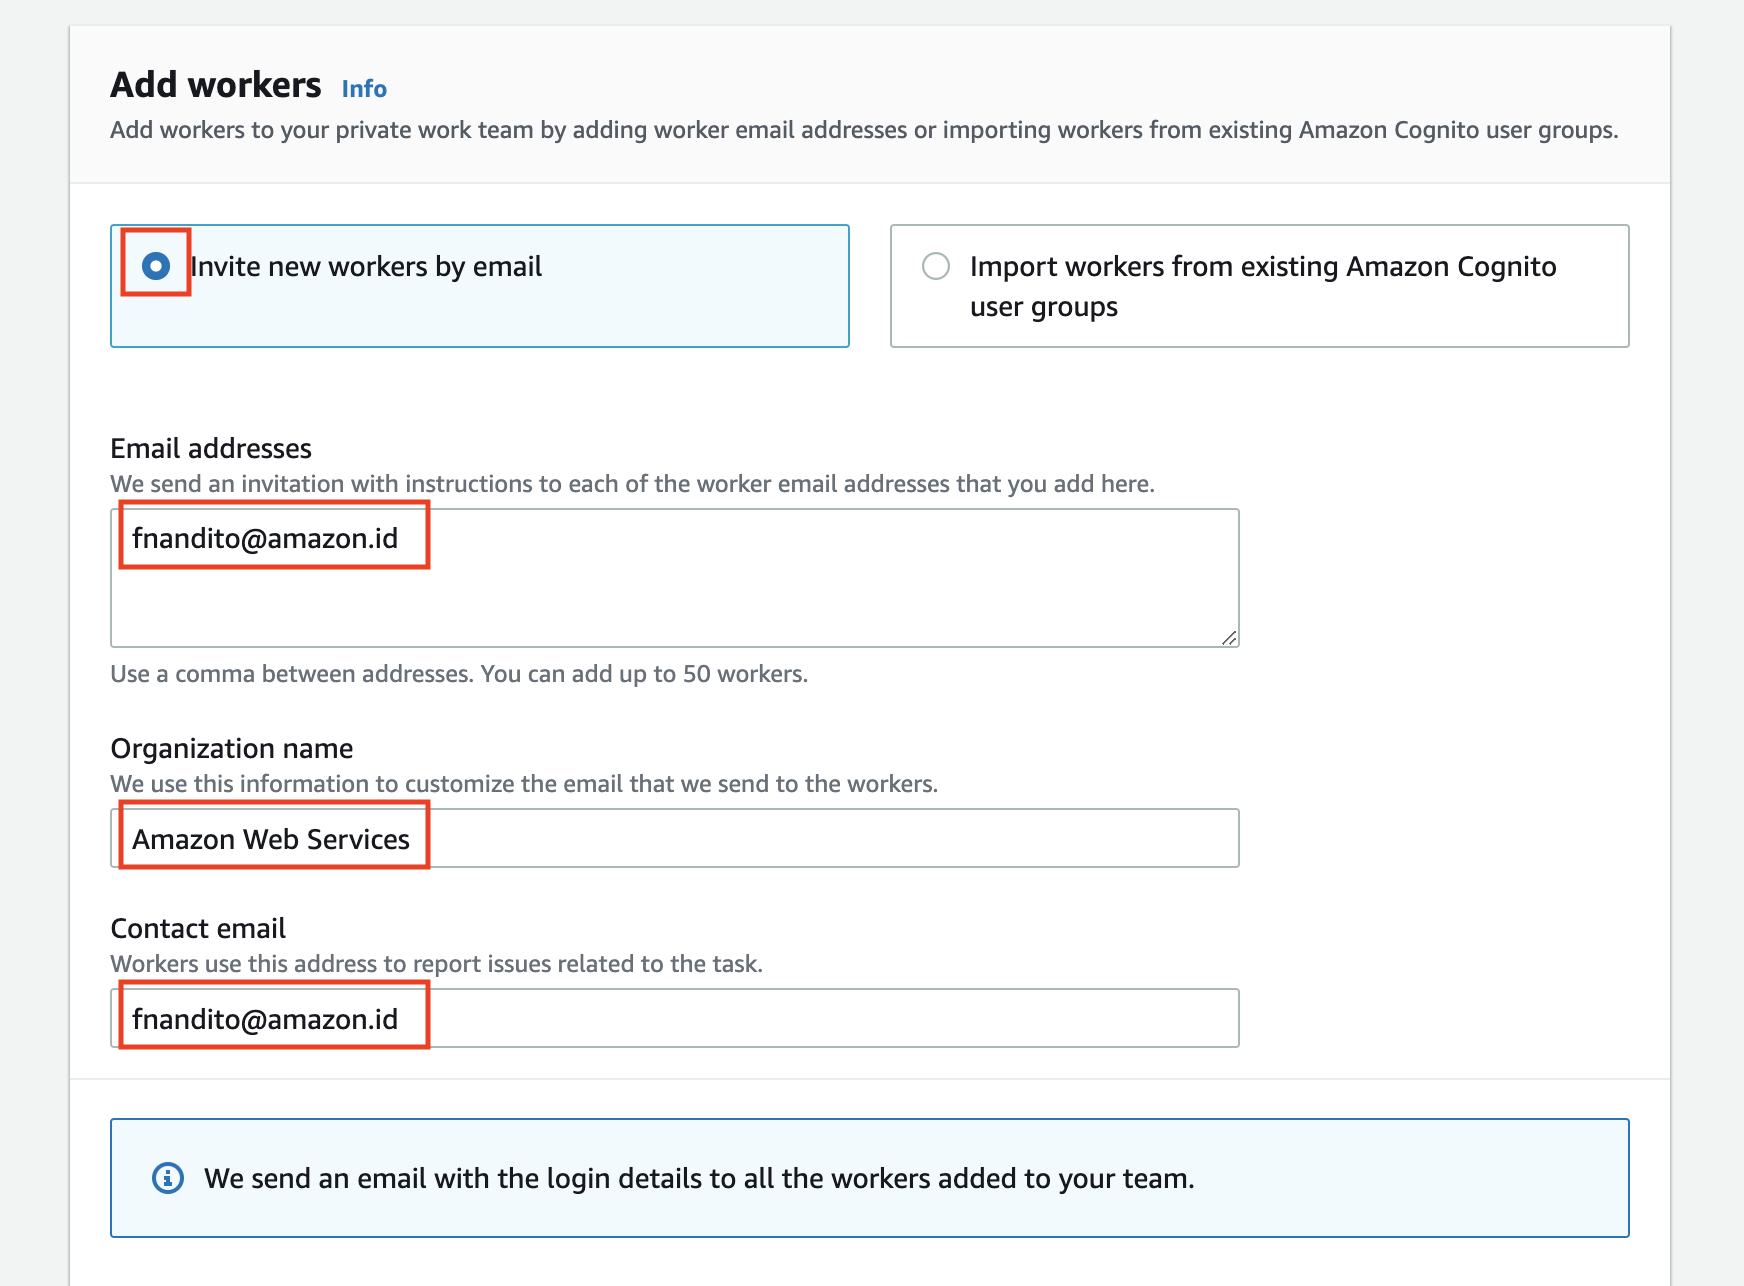 Add workers Info
Add workers to your private work team by adding worker email addresses or importing workers from existing Amazon Cognito user groups.
Invite new workers by email
Import workers from existing Amazon Cognito
user groups
Email addresses
We send an invitation with instructions to each of the worker email addresses that you add here.
fnandito@amazon.id
Use a comma between addresses. You can add up to 50 workers.
Organization name
We use this information to customize the email that we send to the workers.
Amazon Web Services
Contact email
Workers use this address to report issues related to the task.
fnandito@amazon.id
We send an email with the login details to all the workers added to your team.